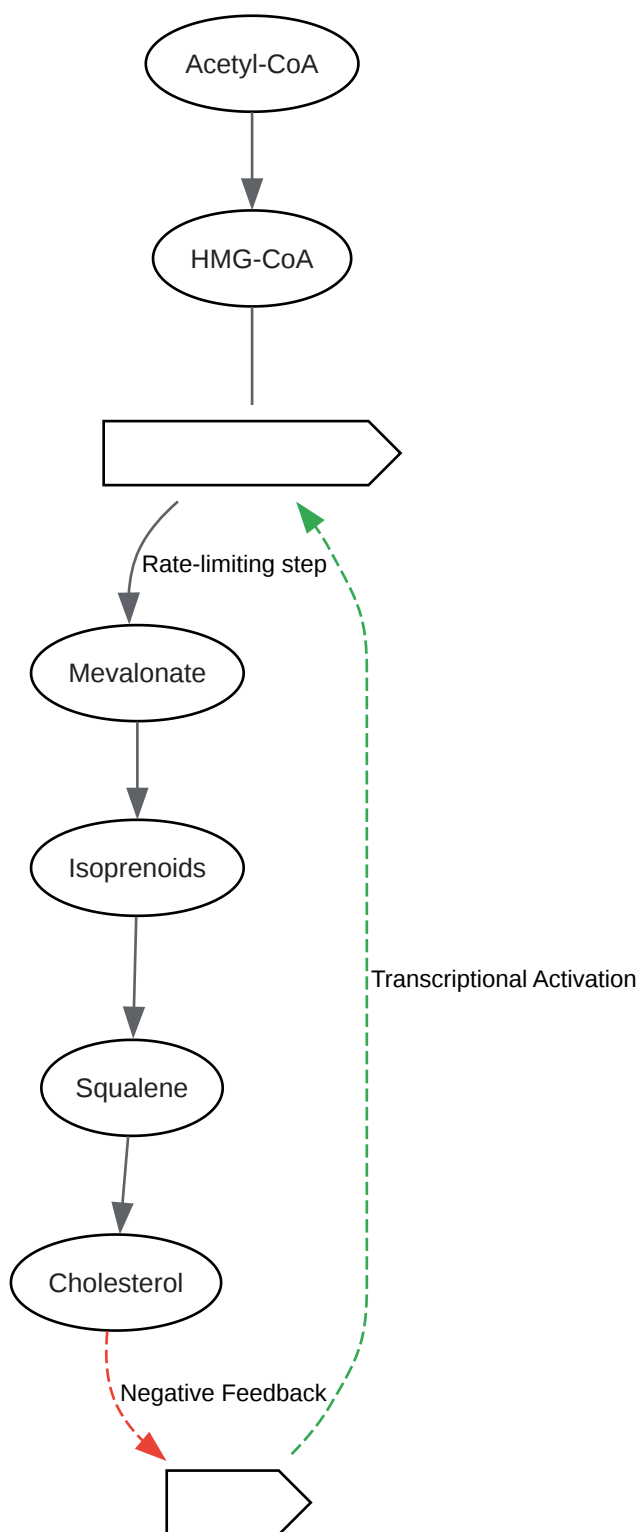 Acetyl-CoA
HMG-CoA
Rate-limiting step
Mevalonate
Isoprenoids
Transcriptional Activation
Squalene
Cholesterol
Negative Feedback